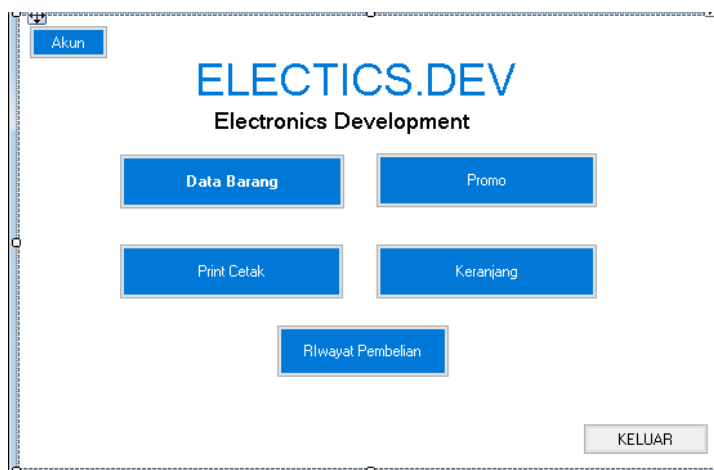 Akun
ELECTICS.DEV
Electronics Development
Data Barang
Promo
Print Cetak
Keranjang
RIwayat Pembelian
KELUAR